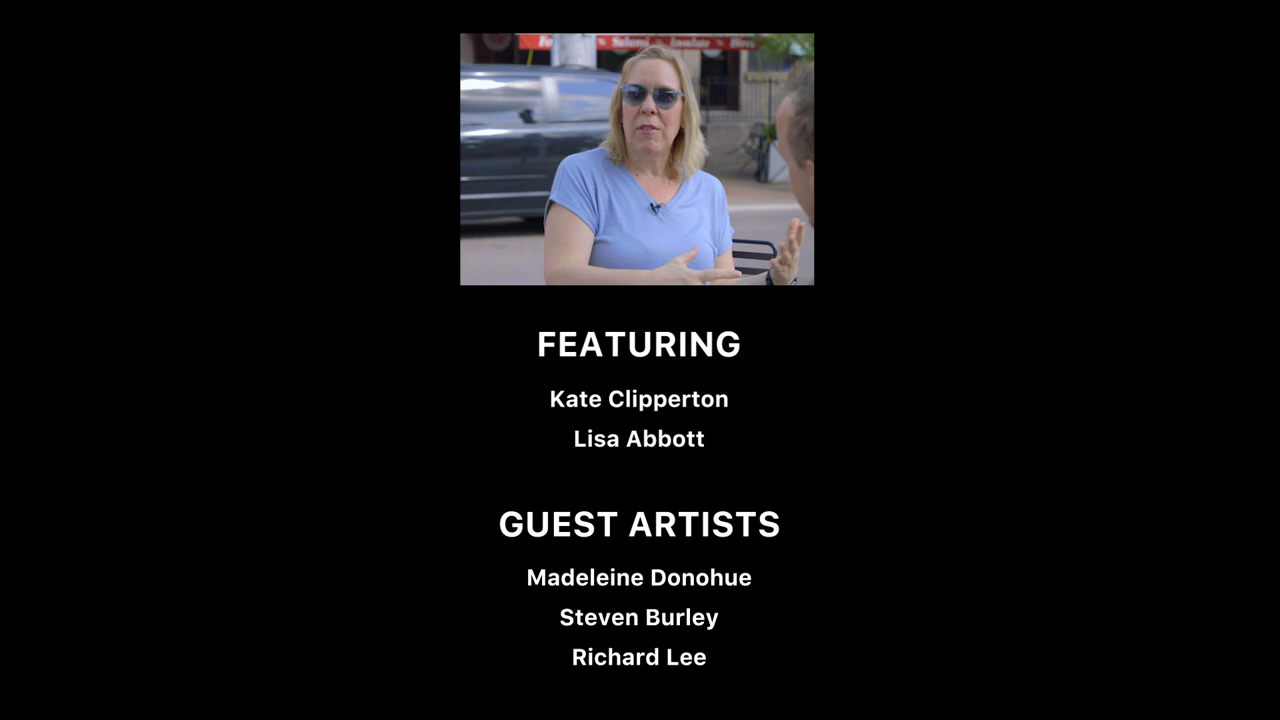 FEATURING
Kate Clipperton
Lisa Abbott
GUEST ARTISTS
Madeleine Donohue
Steven Burley
Richard Lee